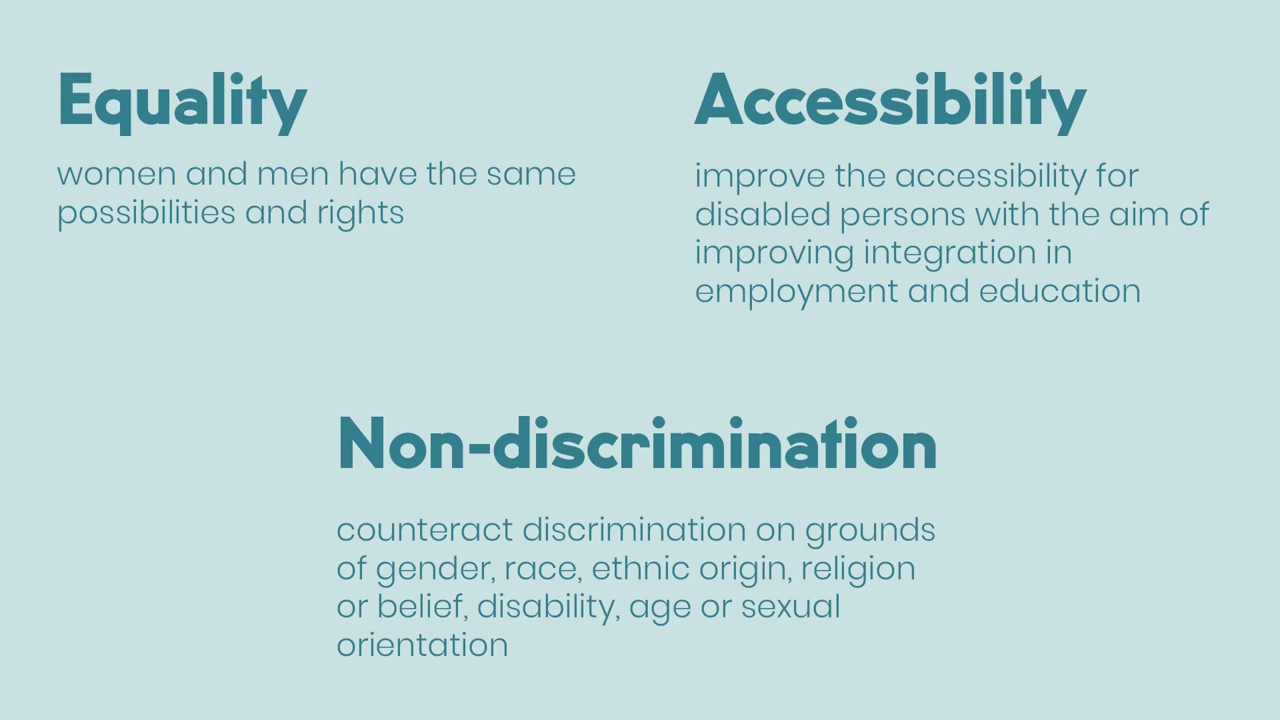 Equality
women and men have the same
possibilities and rights
Accessibility
improve the accessibility for
disabled persons with the aim of
improving integration in
employment and education
Non-discrimination
counteract discrimination on grounds
of gender, race, ethnic origin, religion
or belief, disability, age or sexual
orientation